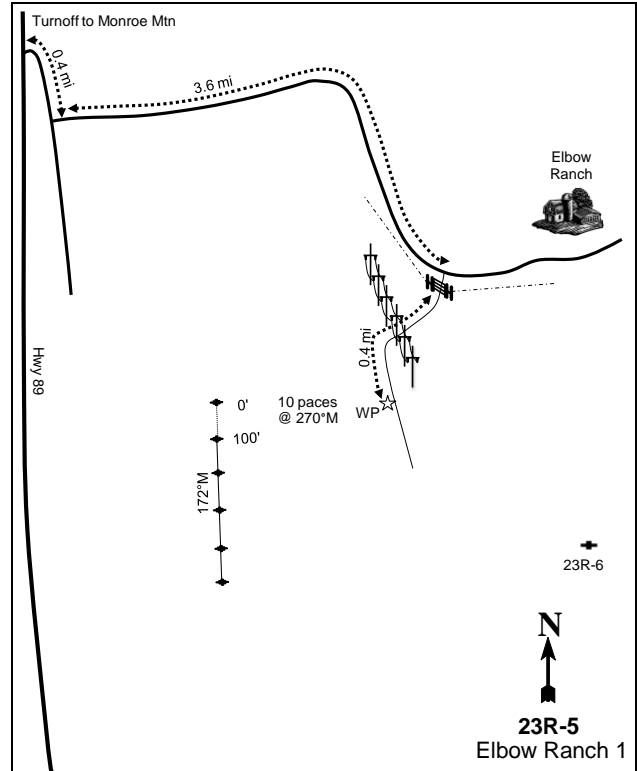 Turnoff to Monroe Mtn
0.4 mi
3.6 mi
Elbow
Ranch
Hwy 89
0.4 mi
0'
10 paces
@ 270°M
WP
100'
172°M
23R-6
N
23R-5
Elbow Ranch 1